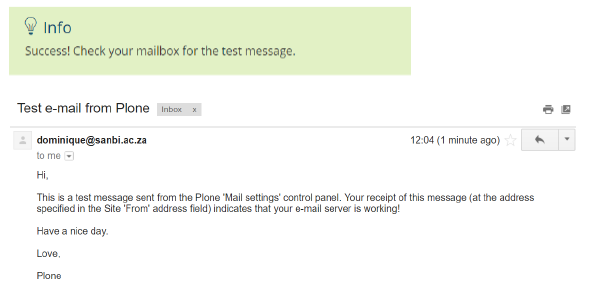 Info
Success! Check your mailbox for the test message.
Test e-mail from Plone Inbox x
dominique@sanbi.ac.za 12:04 (1 minute ago)
to me
Hi,
This is a test message sent from the Plone 'Mail settings' control panel. Your receipt of this message (at the address
specified in the Site 'From' address field) indicates that your e-mail server is working!
Have a nice day.
Love,
Plone